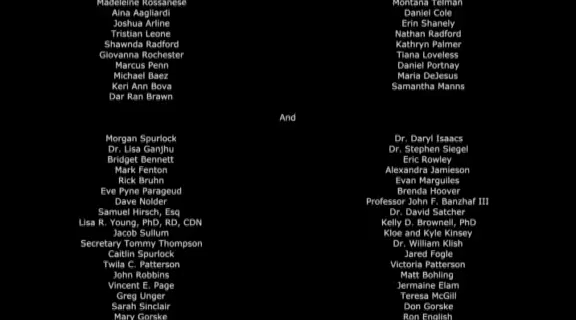 Madeleine Rossanese
Aina Aagliardi
Joshua Arline
Tristian Leone
Shawnda Radford
Giovanna Rochester
Marcus Penn
Michael Baez
Keri Ann Bova
Dar Ran Brawn
Montana Telman
Daniel Cole
Erin Shanely
Nathan Radford
Kathryn Palmer
Tiana Loveless
Daniel Portnay
Maria DeJesus
Samantha Manns
And
Morgan Spurlock
Dr. Lisa Ganjhu
Bridget Bennett
Mark Fenton
Rick Bruhn
Eve Pyne Parageud
Dave Nolder
Samuel Hirsch, Esq
Lisa R. Young, PhD, RD, CDN
Jacob Sullum
Secretary Tommy Thompson
Caitlin Spurlock
Twila C. Patterson
John Robbins
Vincent E. Page
Greg Unger
Sarah Sinclair
Mary Gorske
Dr. Daryl Isaacs
Dr. Stephen Siegel
Eric Rowley
Alexandra Jamieson
Evan Marguiles
Brenda Hoover
Professor John F. Banzhaf III
Dr. David Satcher
Kelly D. Brownell, PhD
Kloe and Kyle Kinsey
Dr. William Klish
Jared Fogle
Victoria Patterson
Matt Bohling
Jermaine Elam
Teresa McGill
Don Gorske
Ron English